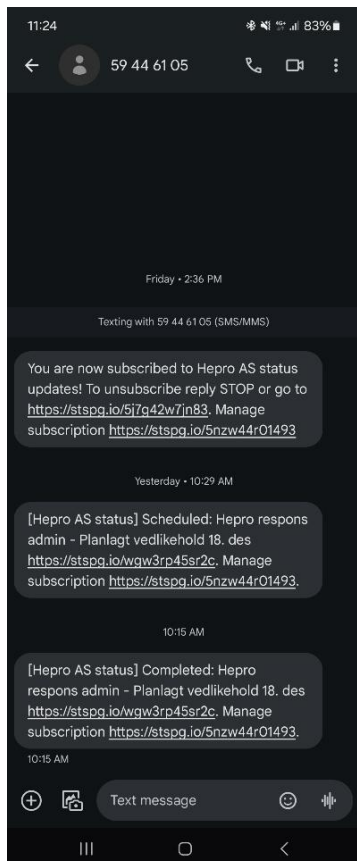 11:24
83%
59 44 61 05
Friday • 2:36 PM
Texting with 59 44 61 05 (SMS/MMS)
You are now subscribed to Hepro AS status
updates! To unsubscribe reply STOP or go to
https://stspg.io/5j7g42w7jn83. Manage
subscription https://stspg.io/5nzw44r01493
Yesterday • 10:29 AM
[Hepro AS status] Scheduled: Hepro respons
admin - Planlagt vedlikehold 18. des
https://stspg.io/wgw3rp45sr2c. Manage
subscription https://stspg.io/5nzw44r01493.
10:15 AM
[Hepro AS status] Completed: Hepro
respons admin - Planlagt vedlikehold 18. des
https://stspg.io/wgw3rp45sr2c. Manage
subscription https://stspg.io/5nzw44r01493.
10:15 AM
Text message